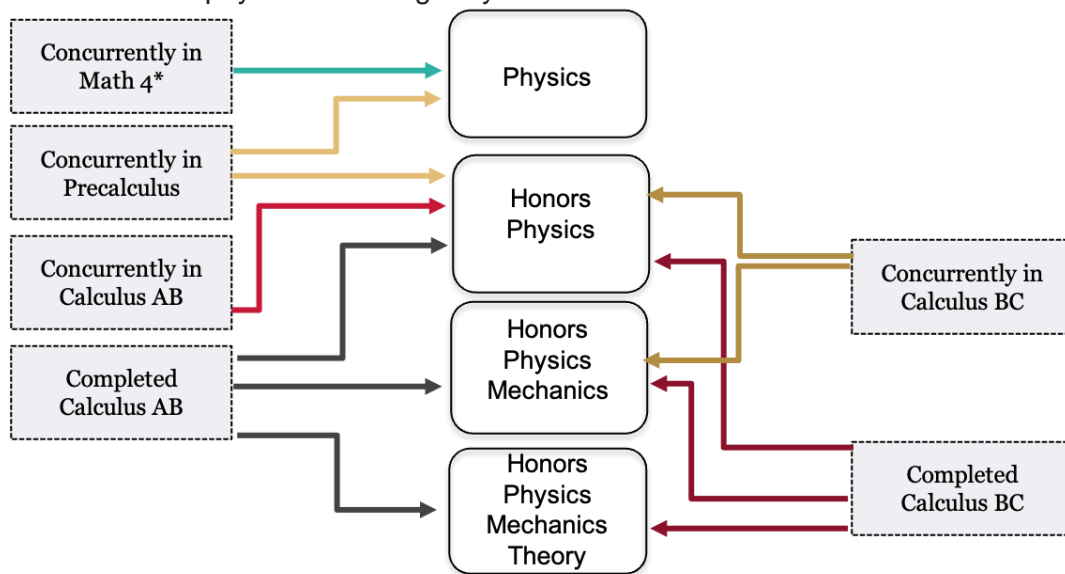 Concurrently in
Math 4*
Physics
Concurrently in
Precalculus
Honors
Physics
Concurrently in
Calculus AB
Concurrently in
Calculus BC
Honors
Physics
Mechanics
Completed
Calculus AB
Honors
Physics
Mechanics
Theory
Completed
Calculus BC